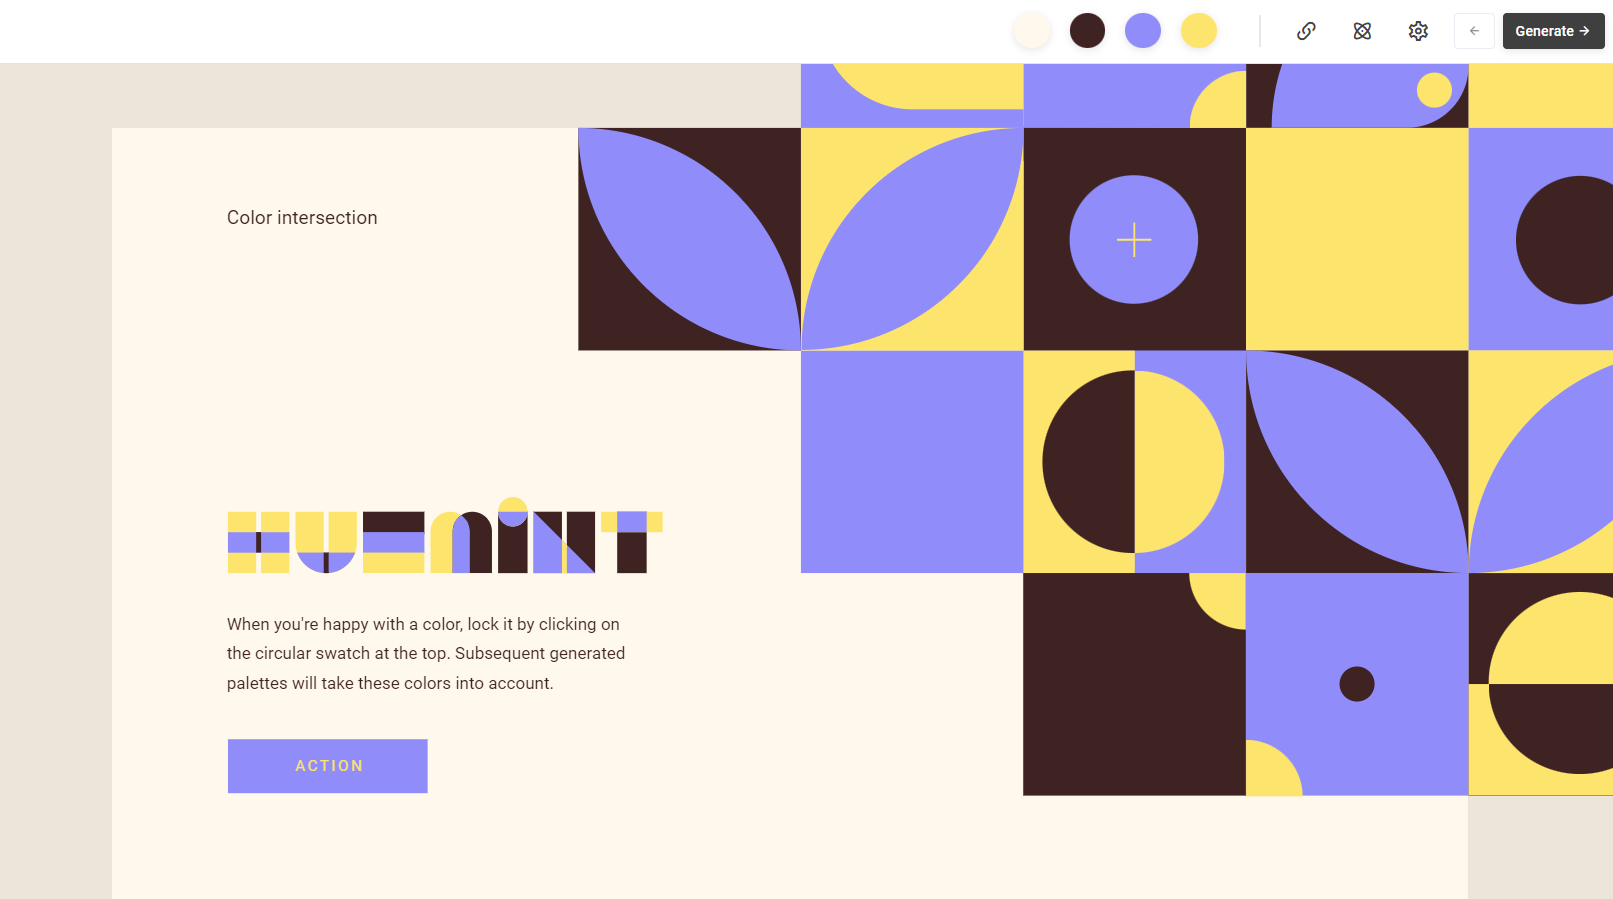 Generate
Color intersection
HUEMINT
When you're happy with a color, lock it by clicking on
the circular swatch at the top. Subsequent generated
palettes will take these colors into account.
ACTION